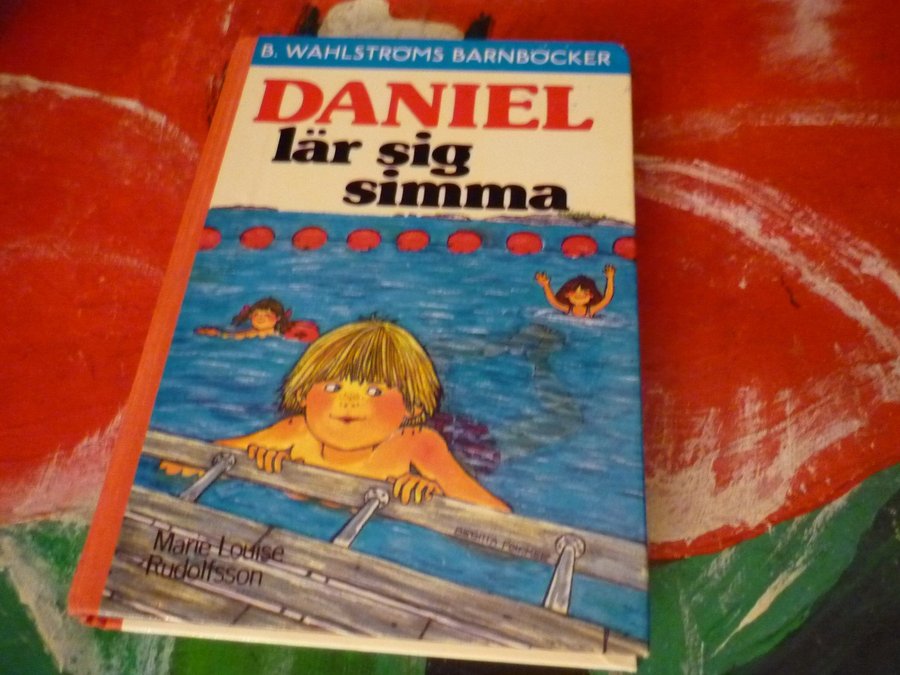 B. WAHLSTRÖMS BARNBÖCKER
DANIEL
lär sig
simma
Marie Louise
Rudolfsson